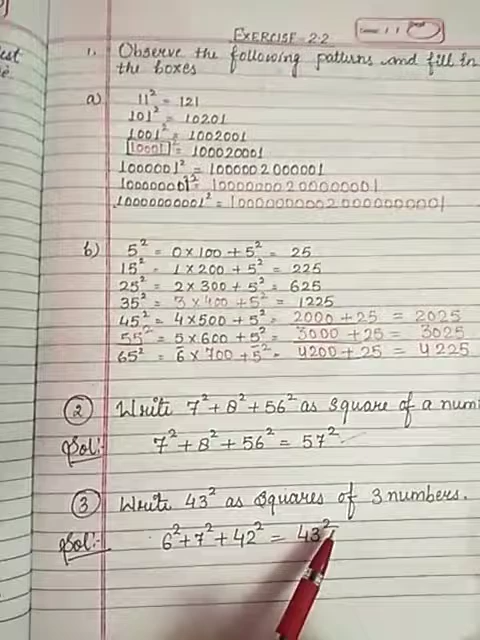 EXERCISE - 2.2
1. Observe the following patterns and fill in
the boxes
a) 11² = 121
101² = 10201
1001² = 1002001
10001² = 100020001
1000001² = 1000002000001
100000001² = 10000000200000001
10000000001² = 10000000002000000001
b) 5² = 0 × 100 + 5² = 25
15² = 1 × 200 + 5² = 225
25² = 2 × 300 + 5² = 625
35² = 3 × 400 + 5² = 1225
45² = 4 × 500 + 5² = 2000 + 25 = 2025
55² = 5 × 600 + 5² = 3000 + 25 = 3025
65² = 6 × 700 + 5² = 4200 + 25 = 4225
2 Write 7² + 8² + 56² as square of a num
Sol:- 7² + 8² + 56² = 57²
3 Write 43² as squares of 3 numbers.
Sol:- 6² + 7² + 42² = 43²